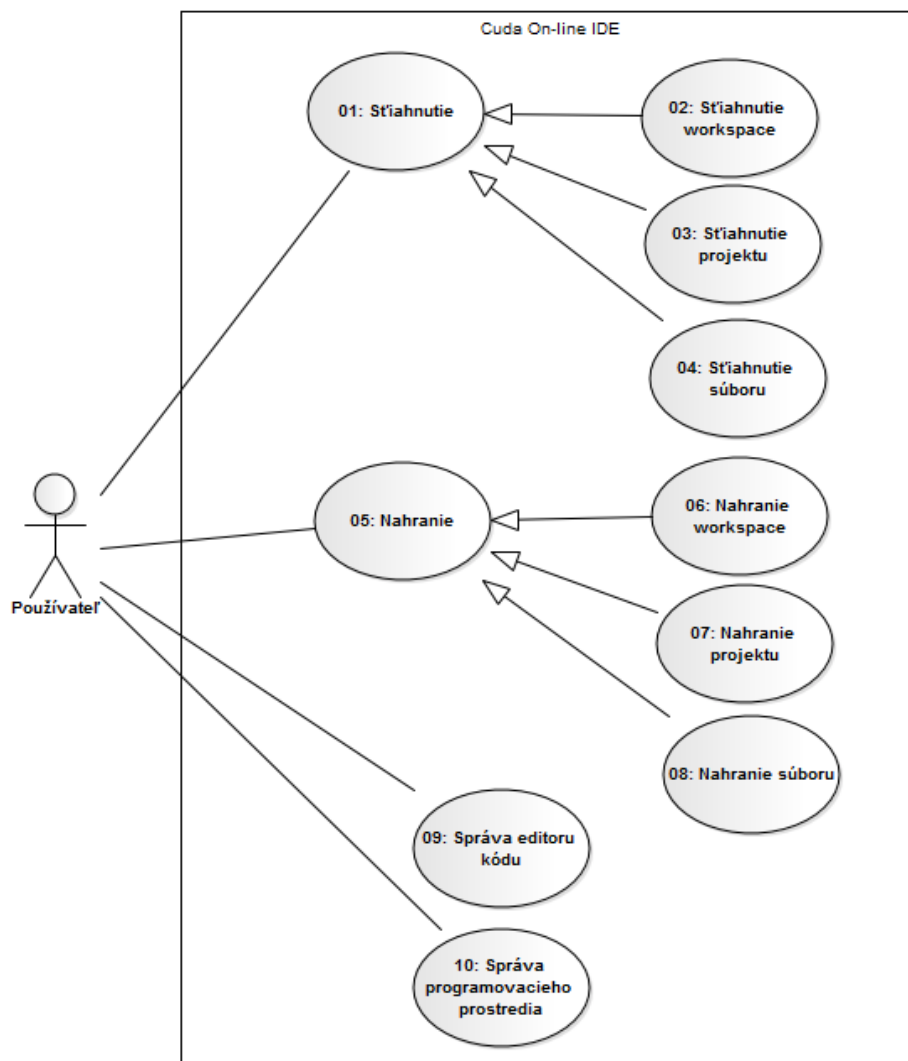 Cuda On-line IDE
01: Sťiahnutie
02: Sťiahnutie
workspace
03: Sťiahnutie
projektu
04: Sťiahnutie
súboru
05: Nahranie
06: Nahranie
workspace
Používateľ
07: Nahranie
projektu
08: Nahranie súboru
09: Správa editoru
kódu
10: Správa
programovacieho
prostredia